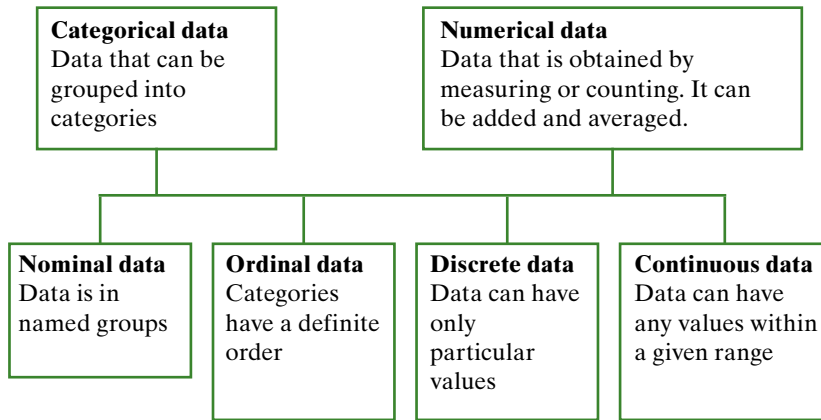 Categorical data
Data that can be
grouped into
categories
Numerical data
Data that is obtained by
measuring or counting. It can
be added and averaged.
Nominal data
Data is in
named groups
Ordinal data
Categories
have a definite
order
Discrete data
Data can have
only
particular
values
Continuous data
Data can have
any values within
a given range